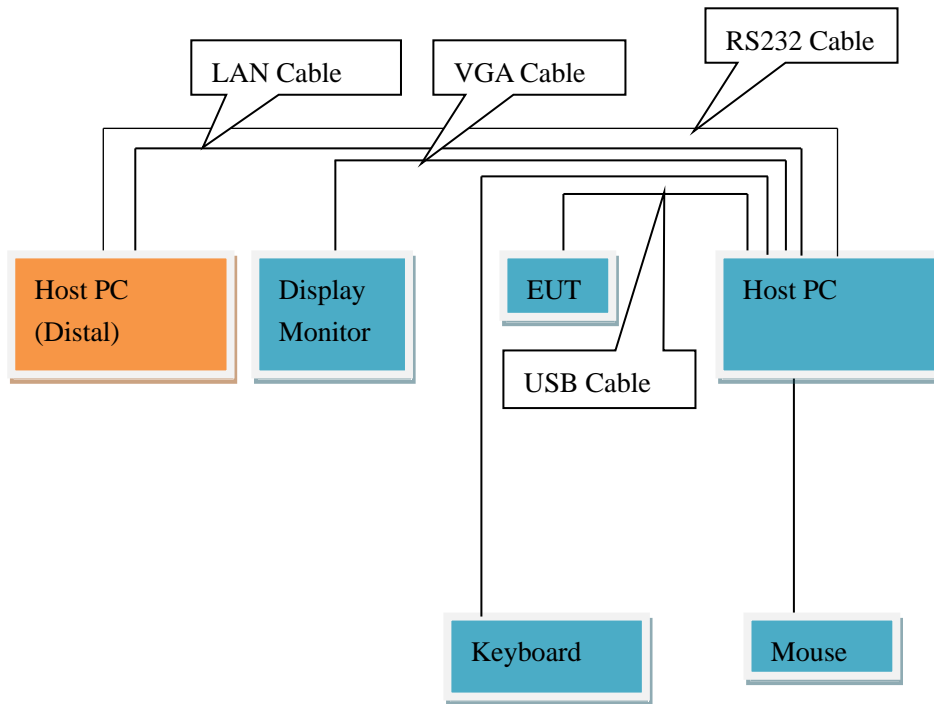 RS232 Cable
LAN Cable
VGA Cable
Host PC
(Distal)
Display
Monitor
EUT
Host PC
USB Cable
Keyboard
Mouse